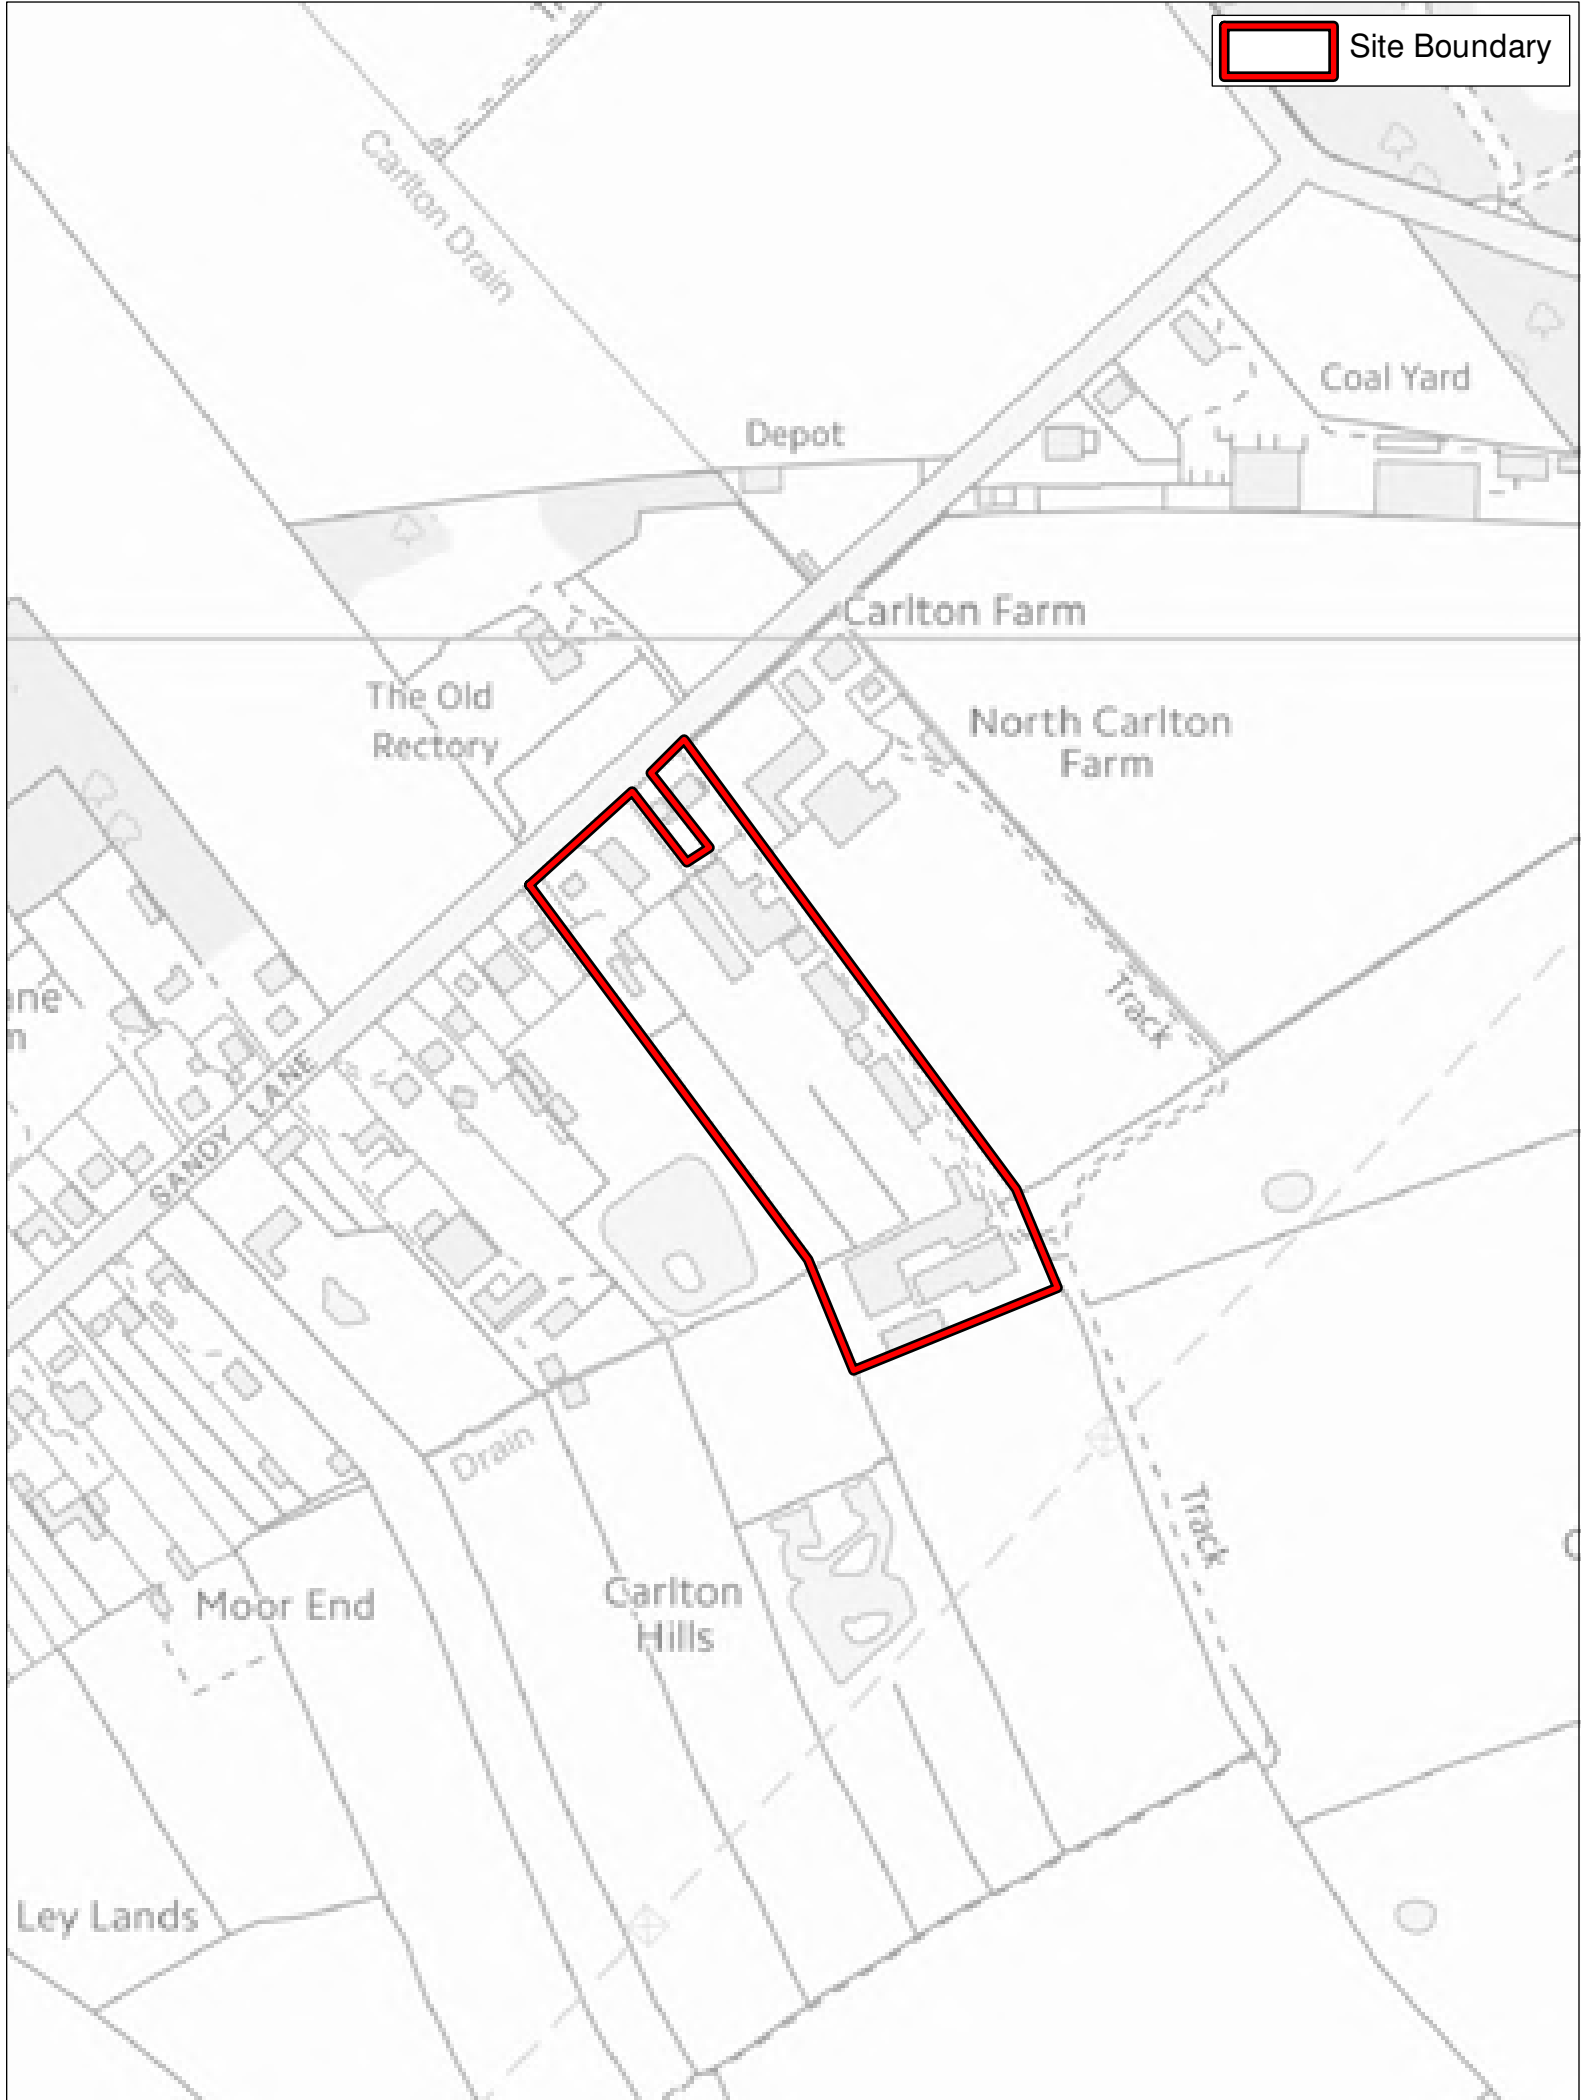 Site Boundary
Carlton Drain
Coal Yard
Depot
Carlton Farm
The Old
Rectory
North Carlton
Farm
Track
SANDY LANE
Drain
Track
Moor End
Carlton
Hills
Ley Lands